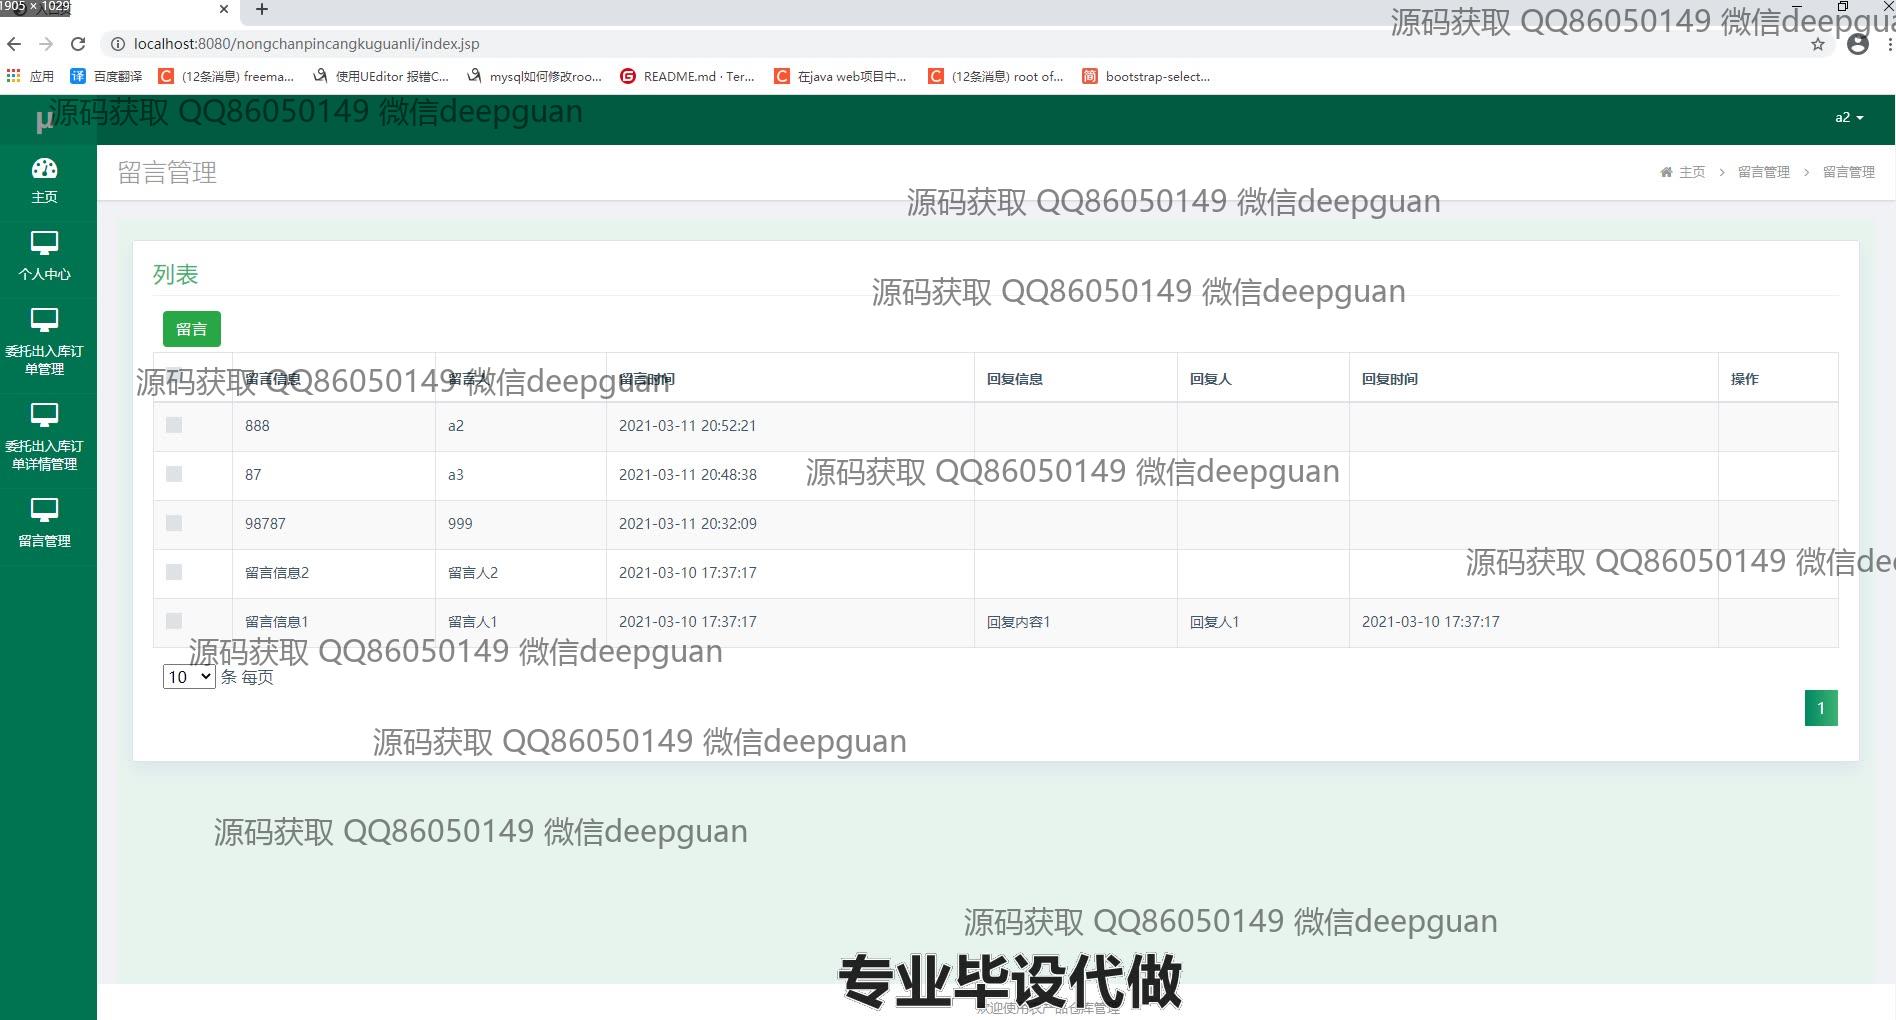 1905 × 1029
源码获取 QQ86050149 微信deepgua
localhost:8080/nongchanpincangkuguanli/index.jsp
应用 百度翻译 (12条消息) freema... 使用UEditor 报错C... mysql如何修改roo... README.md · Ter... 在java web项目中... (12条消息) root of... bootstrap-select...
μ
源码获取 QQ86050149 微信deepguan
a2
主页
个人中心
委托出入库订
单管理
委托出入库订
单详情管理
留言管理
留言管理
主页 > 留言管理 > 留言管理
源码获取 QQ86050149 微信deepguan
列表
源码获取 QQ86050149 微信deepguan
留言
留言信息 留言人 留言时间 回复信息 回复人 回复时间 操作
源码获取 QQ86050149 微信deepguan
888 a2 2021-03-11 20:52:21
87 a3 2021-03-11 20:48:38
源码获取 QQ86050149 微信deepguan
98787 999 2021-03-11 20:32:09
源码获取 QQ86050149 微信dee
留言信息2 留言人2 2021-03-10 17:37:17
留言信息1 留言人1 2021-03-10 17:37:17 回复内容1 回复人1 2021-03-10 17:37:17
源码获取 QQ86050149 微信deepguan
10 条 每页
1
源码获取 QQ86050149 微信deepguan
源码获取 QQ86050149 微信deepguan
源码获取 QQ86050149 微信deepguan
专业毕设代做
欢迎使用农产品仓库管理